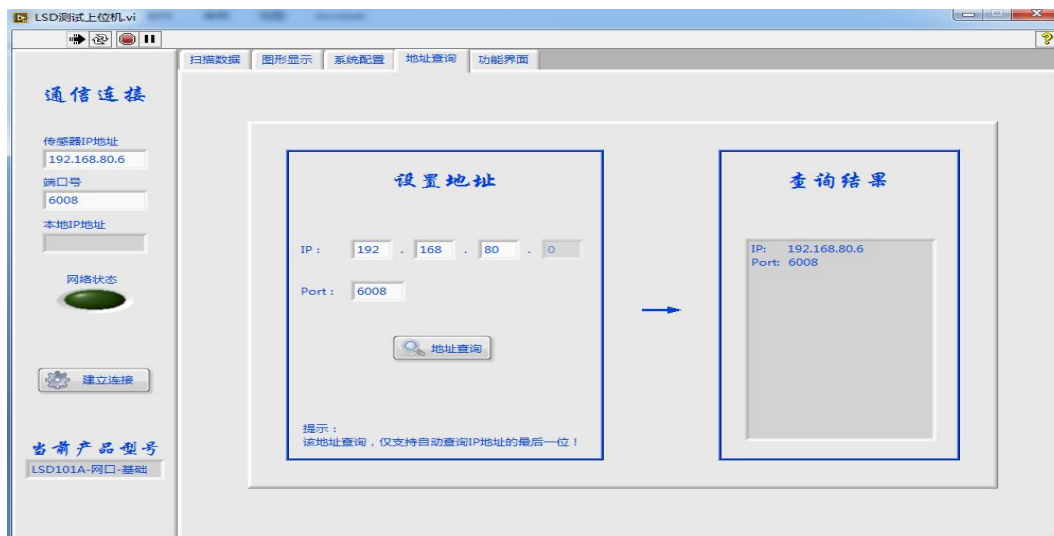 LSD测试上位机.vi
扫描数据
图形显示
系统配置
地址查询
功能界面
通信连接
传感器IP地址
192.168.80.6
端口号
6008
本地IP地址
网络状态
建立连接
当前产品型号
LSD101A-网口-基础
设置地址
IP： 192 . 168 . 80 . 0
Port： 6008
地址查询
提示：
该地址查询，仅支持自动查询IP地址的最后一位！
查询结果
IP: 192.168.80.6
Port: 6008